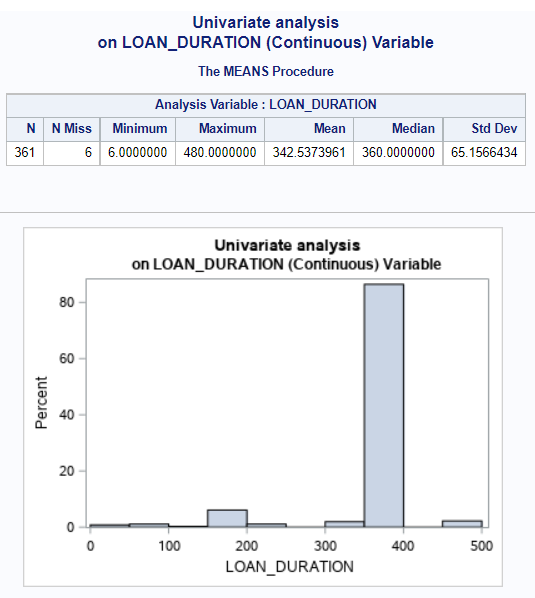 Univariate analysis
on LOAN_DURATION (Continuous) Variable
The MEANS Procedure
Analysis Variable : LOAN_DURATION
N N Miss Minimum Maximum Mean Median Std Dev
361 6 6.0000000 480.0000000 342.5373961 360.0000000 65.1566434
Univariate analysis
on LOAN_DURATION (Continuous) Variable
80
60
40
20
0
Percent
0 100 200 300 400 500
LOAN_DURATION